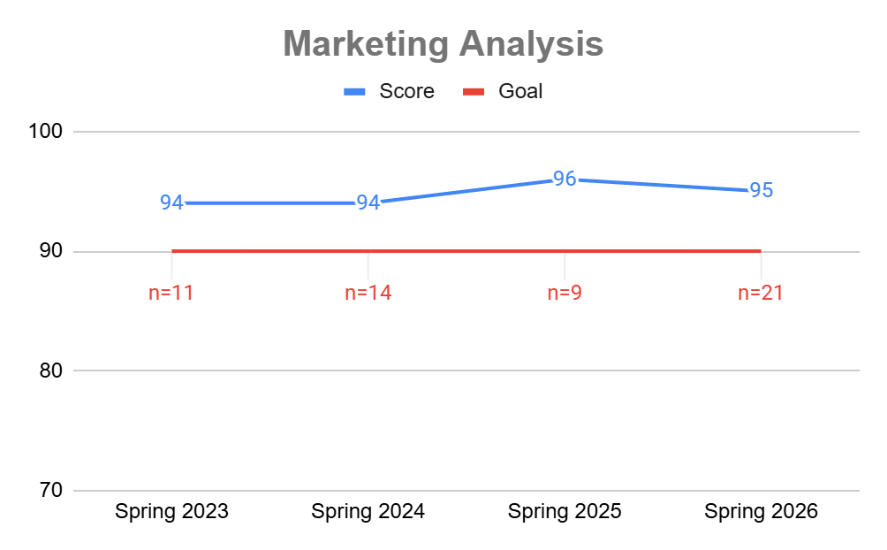 Marketing Analysis
Score Goal
100
94 94 96 95
90
n=11 n=14 n=9 n=21
80
70
Spring 2023 Spring 2024 Spring 2025 Spring 2026